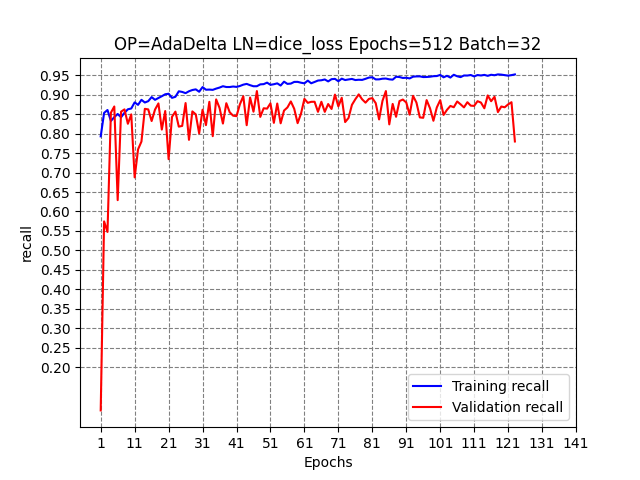 OP=AdaDelta LN=dice_loss Epochs=512 Batch=32
0.95
0.90
0.85
0.80
0.75
0.70
0.65
0.60
0.55
0.50
0.45
0.40
0.35
0.30
0.25
0.20
recall
Training recall
Validation recall
1 11 21 31 41 51 61 71 81 91 101 111 121 131 141
Epochs